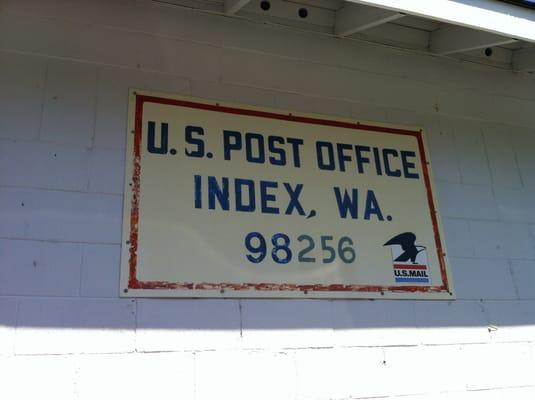 U.S. POST OFFICE
INDEX, WA.
98256
U.S.MAIL